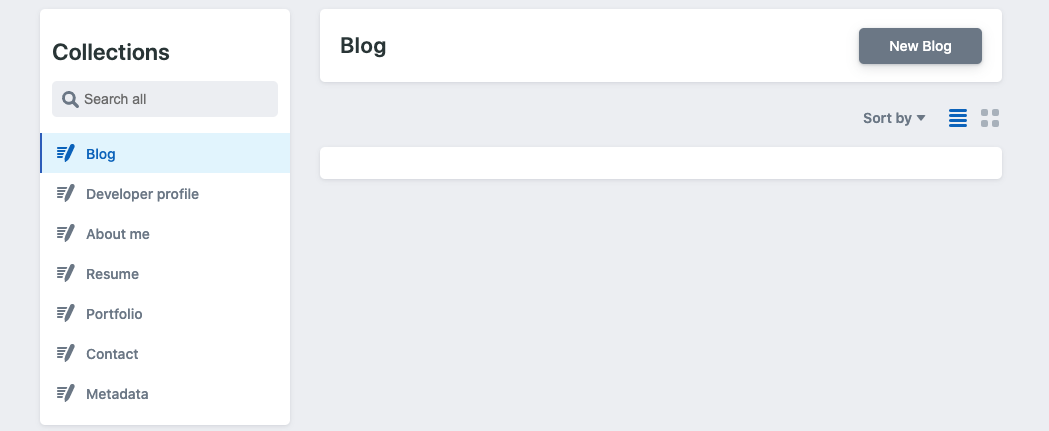 Collections
Search all
Blog
Developer profile
About me
Resume
Portfolio
Contact
Metadata
Blog
New Blog
Sort by